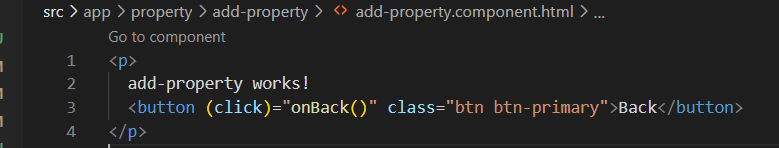 src > app > property > add-property > <> add-property.component.html > ...
Go to component
1 <p>
2 add-property works!
3 <button (click)="onBack()" class="btn btn-primary">Back</button>
4 </p>